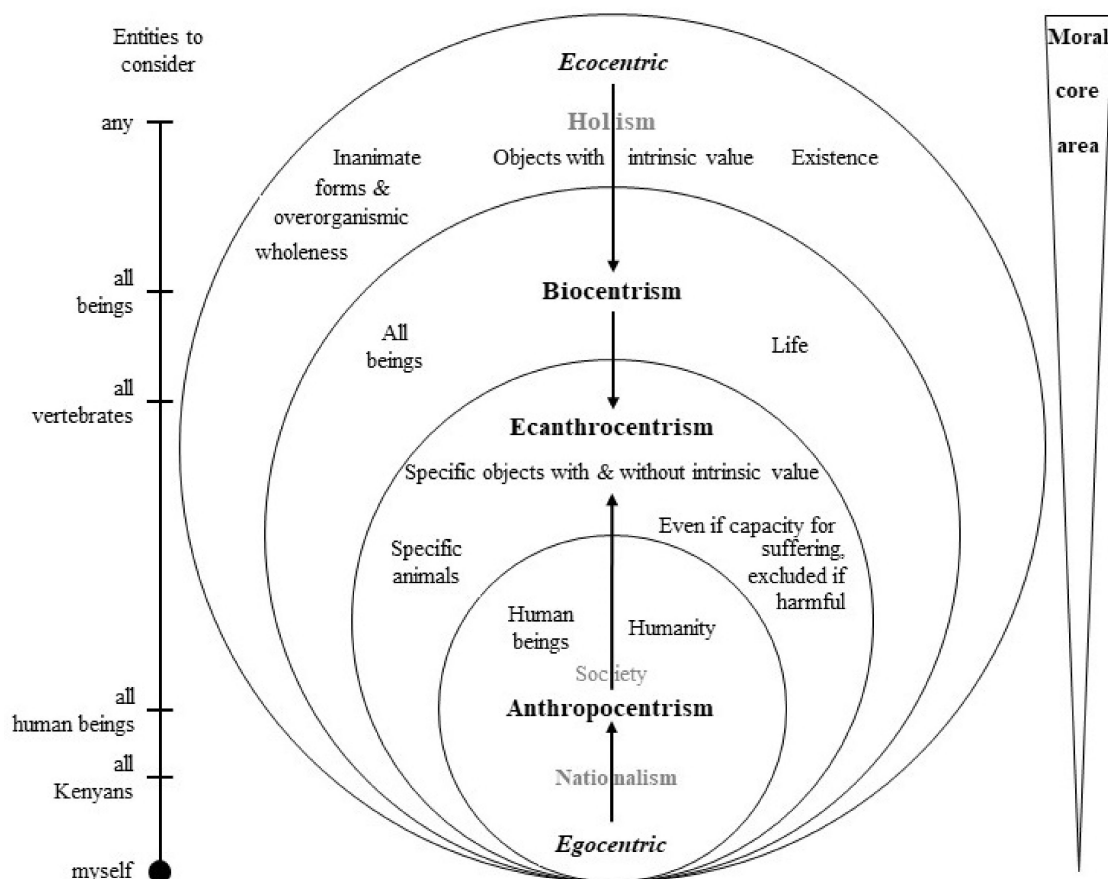 Entities to
consider
any
all
beings
all
vertebrates
all
human beings
all
Kenyans
myself
Ecocentric
Holism
Inanimate
forms &
overorganismic
wholeness
Objects with intrinsic value
Existence
Biocentrism
All
beings
Life
Ecanthrocentrism
Specific objects with & without intrinsic value
Specific
animals
Even if capacity for
suffering,
excluded if
harmful
Human
beings
Humanity
Society
Anthropocentrism
Nationalism
Egocentric
Moral
core
area